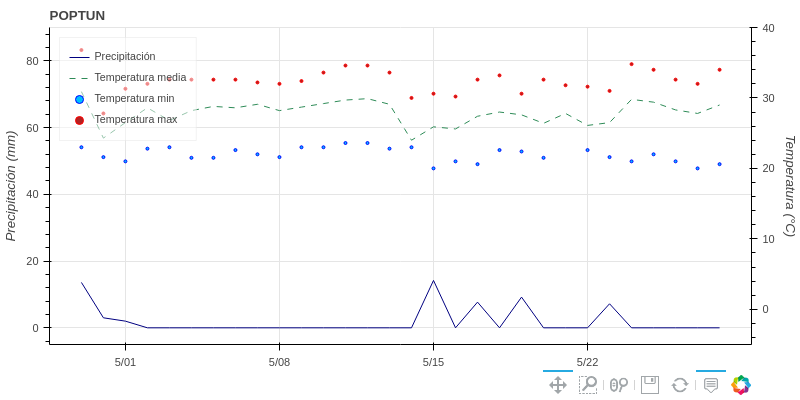 POPTUN
Precipitación
Temperatura media
Temperatura min
Temperatura max
Precipitación (mm)
80
60
40
20
0
40
30
20
10
0
Temperatura (°C)
5/01
5/08
5/15
5/22